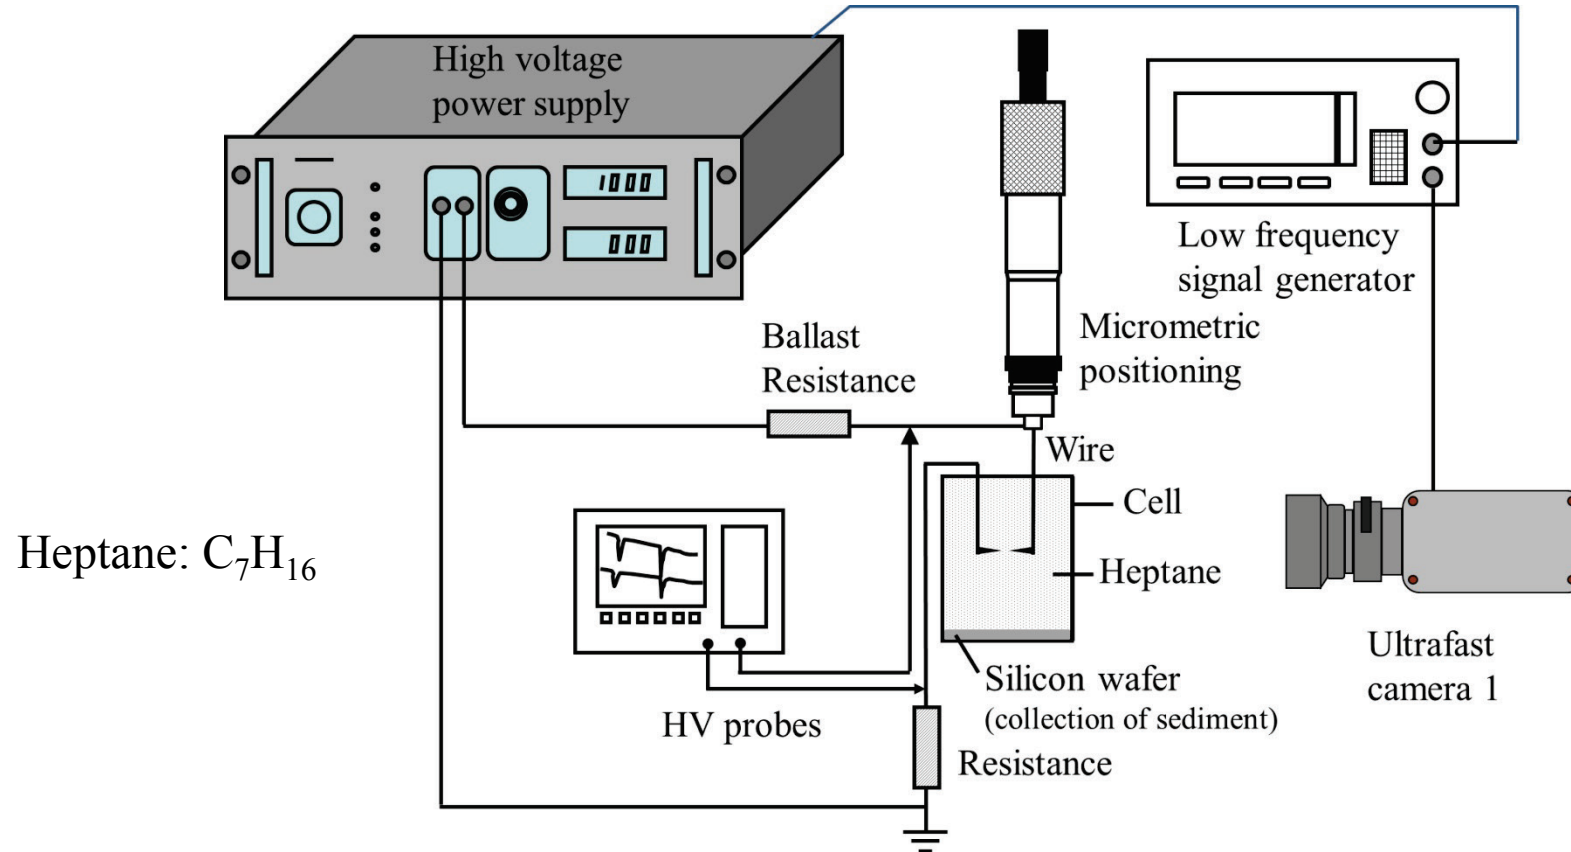 High voltage
power supply
1000
000
Low frequency
signal generator
Micrometric
positioning
Ballast
Resistance
Wire
Cell
Heptane
Heptane: C₇H₁₆
Silicon wafer
(collection of sediment)
HV probes
Resistance
Ultrafast
camera 1